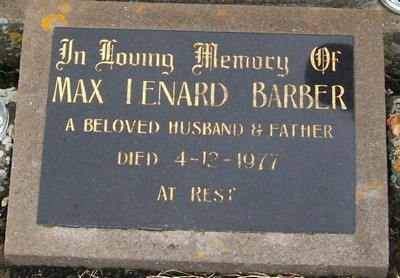 In Loving Memory Of
MAX LENARD BARBER
A BELOVED HUSBAND & FATHER
DIED 4-12-1977
AT REST